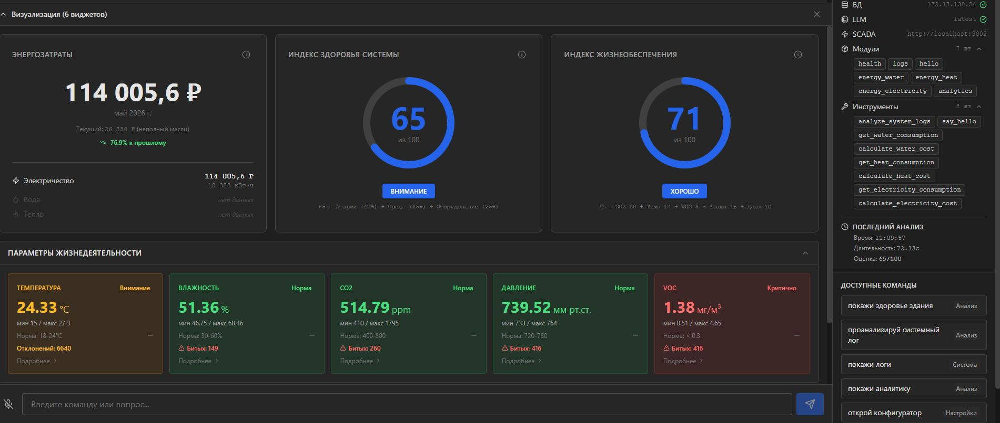 Визуализация (6 виджетов)
ЭНЕРГОЗАТРАТЫ
114 005,6 ₽
май 2026 г.
Текущий: 26 350 ₽ (неполный месяц)
-76.9% к прошлому
Электричество
114 005,6 ₽
18 388 кВт·ч
Вода
нет данных
Тепло
нет данных
ИНДЕКС ЗДОРОВЬЯ СИСТЕМЫ
65
из 100
ВНИМАНИЕ
65 = Аварии (40%) + Среда (35%) + Оборудование (25%)
ИНДЕКС ЖИЗНЕОБЕСПЕЧЕНИЯ
71
из 100
ХОРОШО
71 = CO2 30 + Темп 14 + VOC 3 + Влажн 15 + Давл 10
ПАРАМЕТРЫ ЖИЗНЕДЕЯТЕЛЬНОСТИ
ТЕМПЕРАТУРА Внимание
24.33 °C
мин 15 / макс 27.3
Норма: 18-24°C —
Отклонений: 6640
Подробнее
ВЛАЖНОСТЬ Норма
51.36 %
мин 46.75 / макс 68.46
Норма: 30-60% —
Битых: 149
Подробнее
CO2 Норма
514.79 ppm
мин 410 / макс 1795
Норма: 400-800 —
Битых: 260
Подробнее
ДАВЛЕНИЕ Норма
739.52 мм рт.ст.
мин 733 / макс 764
Норма: 720-780 —
Битых: 416
Подробнее
VOC Критично
1.38 мг/м³
мин 0.51 / макс 4.65
Норма: < 0.3 —
Битых: 416
Подробнее
Введите команду или вопрос...
БД 172.17.130.54
LLM latest
SCADA http://localhost:9002
Модули 7 шт
health logs hello
energy_water energy_heat
energy_electricity analytics
Инструменты 8 шт
analyze_system_logs say_hello
get_water_consumption
calculate_water_cost
get_heat_consumption
calculate_heat_cost
get_electricity_consumption
calculate_electricity_cost
ПОСЛЕДНИЙ АНАЛИЗ
Время: 11:09:57
Длительность: 72.13с
Оценка: 65/100
ДОСТУПНЫЕ КОМАНДЫ
покажи здоровье здания Анализ
проанализируй системный
лог Анализ
покажи логи Система
покажи аналитику Анализ
открой конфигуратор Настройки